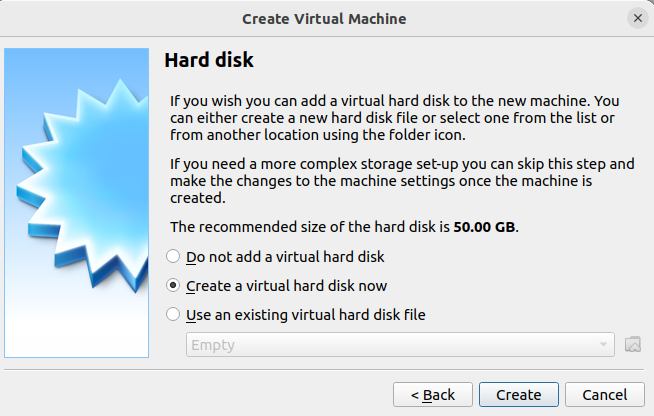 Create Virtual Machine
Hard disk
If you wish you can add a virtual hard disk to the new machine. You
can either create a new hard disk file or select one from the list or
from another location using the folder icon.
If you need a more complex storage set-up you can skip this step and
make the changes to the machine settings once the machine is
created.
The recommended size of the hard disk is 50.00 GB.
Do not add a virtual hard disk
Create a virtual hard disk now
Use an existing virtual hard disk file
Empty
< Back
Create
Cancel